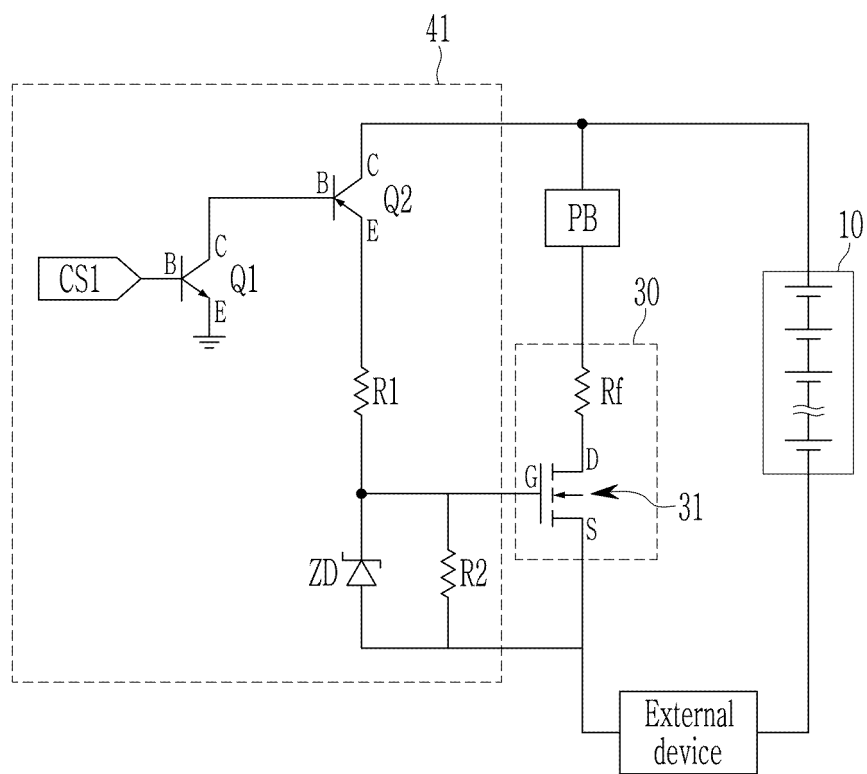 41
C
B
Q2
E
PB
10
CS1
B
C
Q1
E
30
R1
Rf
D
G
31
S
ZD
R2
External
device